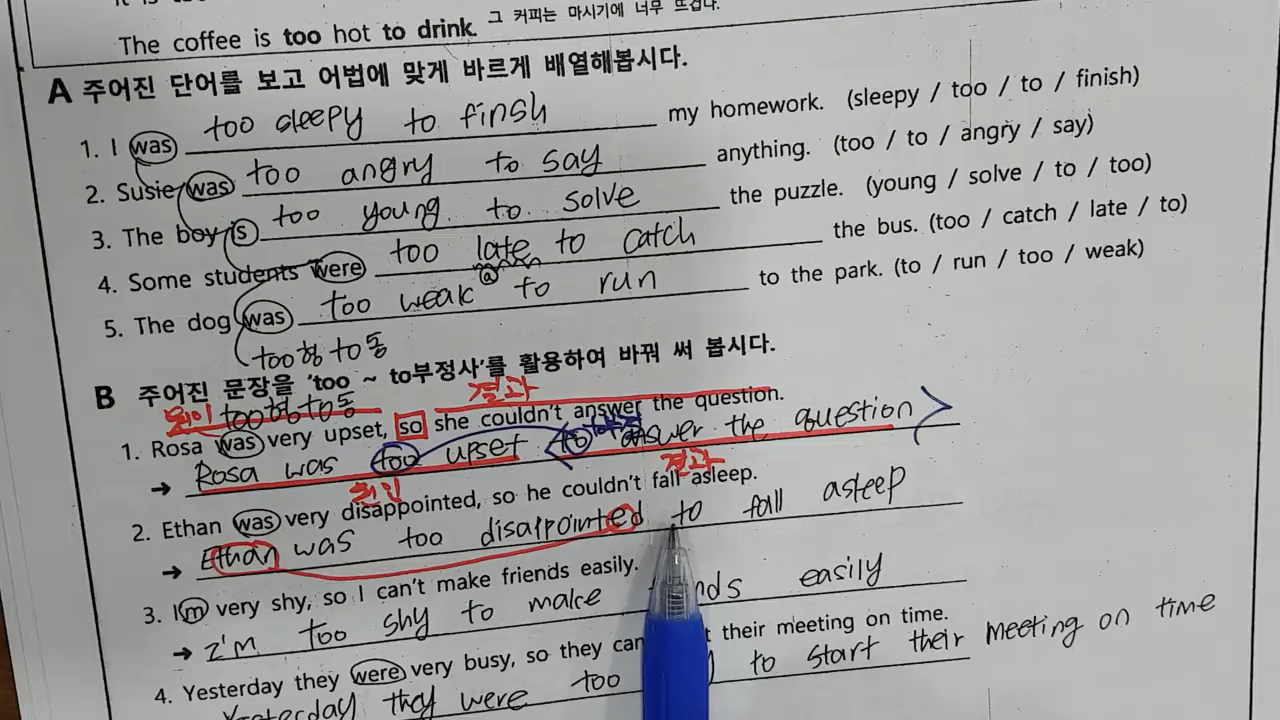 The coffee is too hot to drink. 그 커피는 마시기에 너무 뜨겁다.
A 주어진 단어를 보고 어법에 맞게 바르게 배열해봅시다.
1. I was too sleepy to finsh my homework. (sleepy / too / to / finish)
2. Susie was too angry to say anything. (too / to / angry / say)
3. The boy is too young to solve the puzzle. (young / solve / to / too)
4. Some students were too late to catch the bus. (too / catch / late / to)
5. The dog was too weak to run to the park. (to / run / too / weak)
too형 to동
B 주어진 문장을 'too ~ to부정사'를 활용하여 바꿔 써 봅시다.
too형 to동 결과
1. Rosa was very upset, so she couldn't answer the question.
→ Rosa was too upset to answer the question
원인 결과
2. Ethan was very disappointed, so he couldn't fall asleep.
→ Ethan was too disappointed to fall asleep
3. I'm very shy, so I can't make friends easily.
→ I'm too shy to make easily
4. Yesterday they were very busy, so they their meeting on time.
Yesterday they were too to start their meeting on time